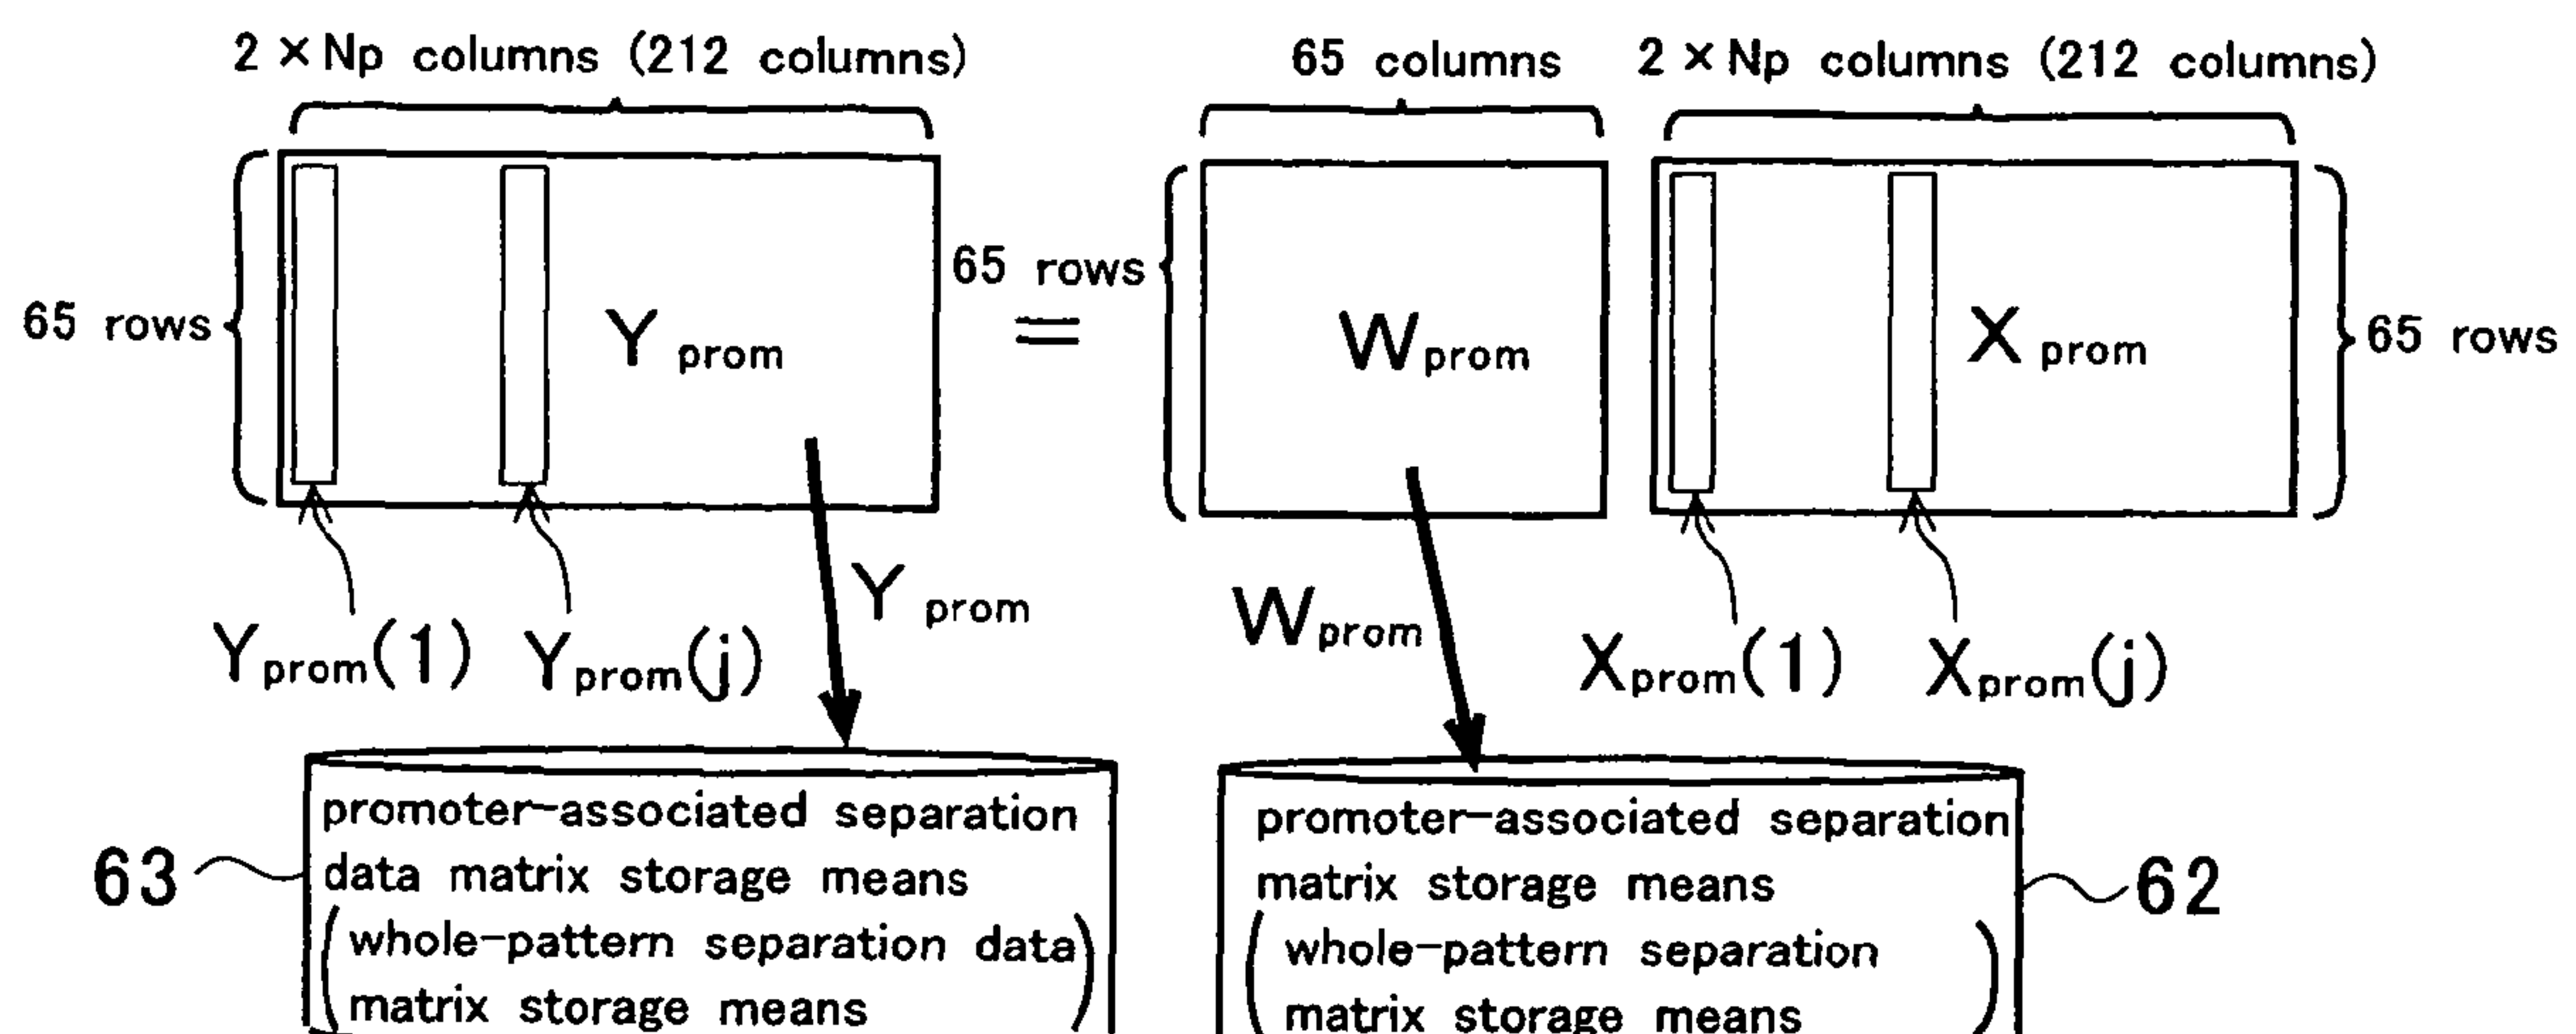 2 × Np columns (212 columns)
65 columns
2 × Np columns (212 columns)
65 rows
Y prom
=
65 rows
Wprom
X prom
65 rows
Yprom(1)
Yprom(j)
Y prom
Wprom
Xprom(1)
Xprom(j)
63
promoter-associated separation
data matrix storage means
(whole-pattern separation data
matrix storage means)
promoter-associated separation
matrix storage means
(whole-pattern separation
matrix storage means)
62